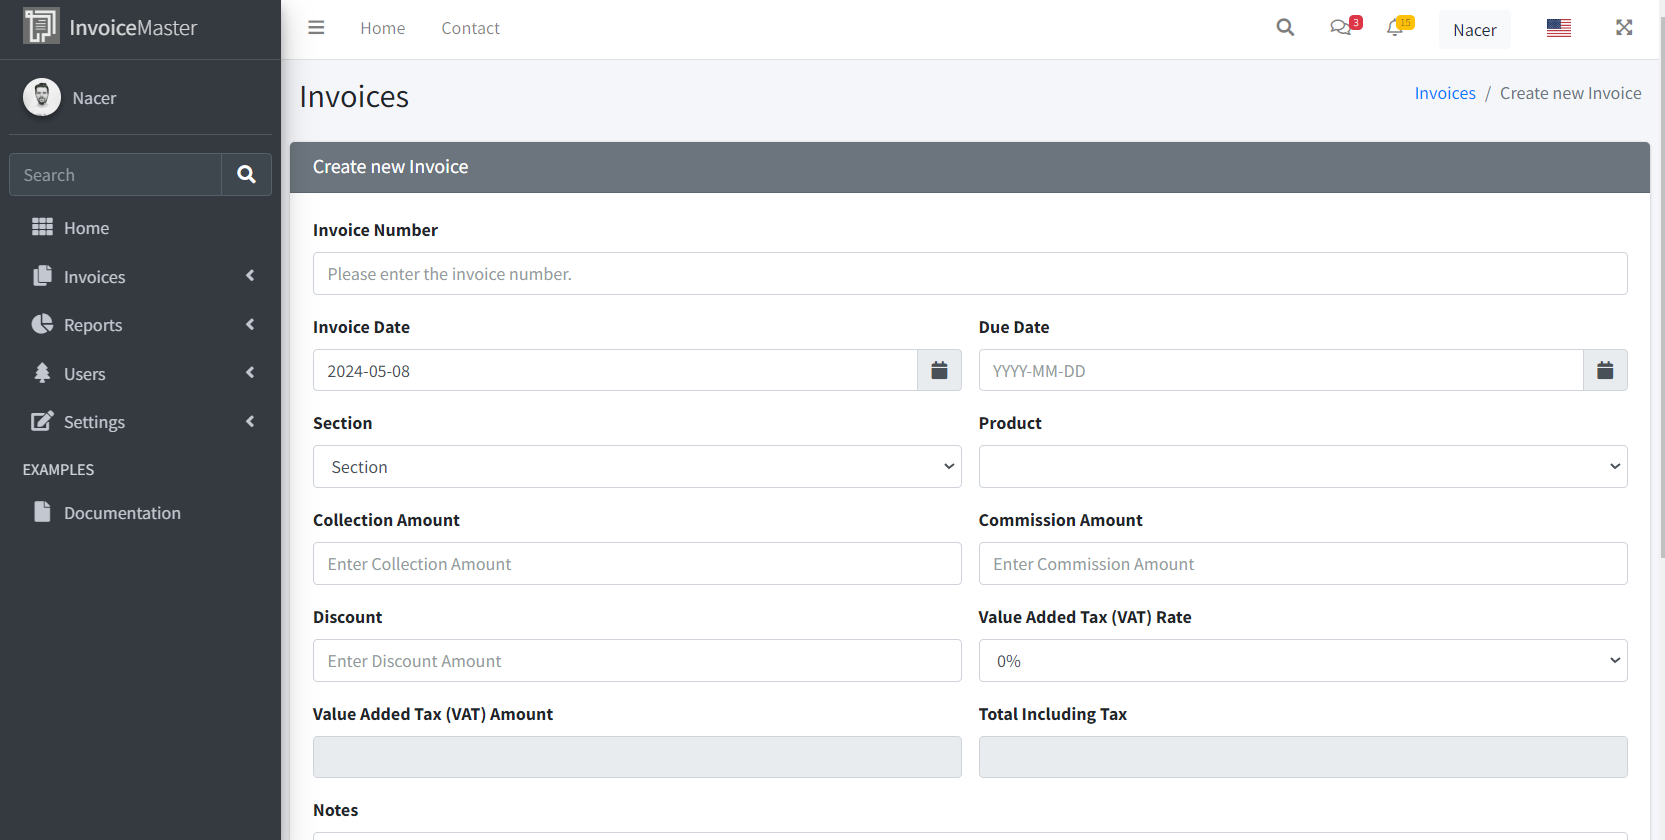 InvoiceMaster
Home
Contact
3
15
Nacer
Nacer
Search
Home
Invoices
Reports
Users
Settings
EXAMPLES
Documentation
Invoices
Invoices / Create new Invoice
Create new Invoice
Invoice Number
Please enter the invoice number.
Invoice Date
Due Date
2024-05-08
YYYY-MM-DD
Section
Product
Section
Collection Amount
Commission Amount
Enter Collection Amount
Enter Commission Amount
Discount
Value Added Tax (VAT) Rate
Enter Discount Amount
0%
Value Added Tax (VAT) Amount
Total Including Tax
Notes